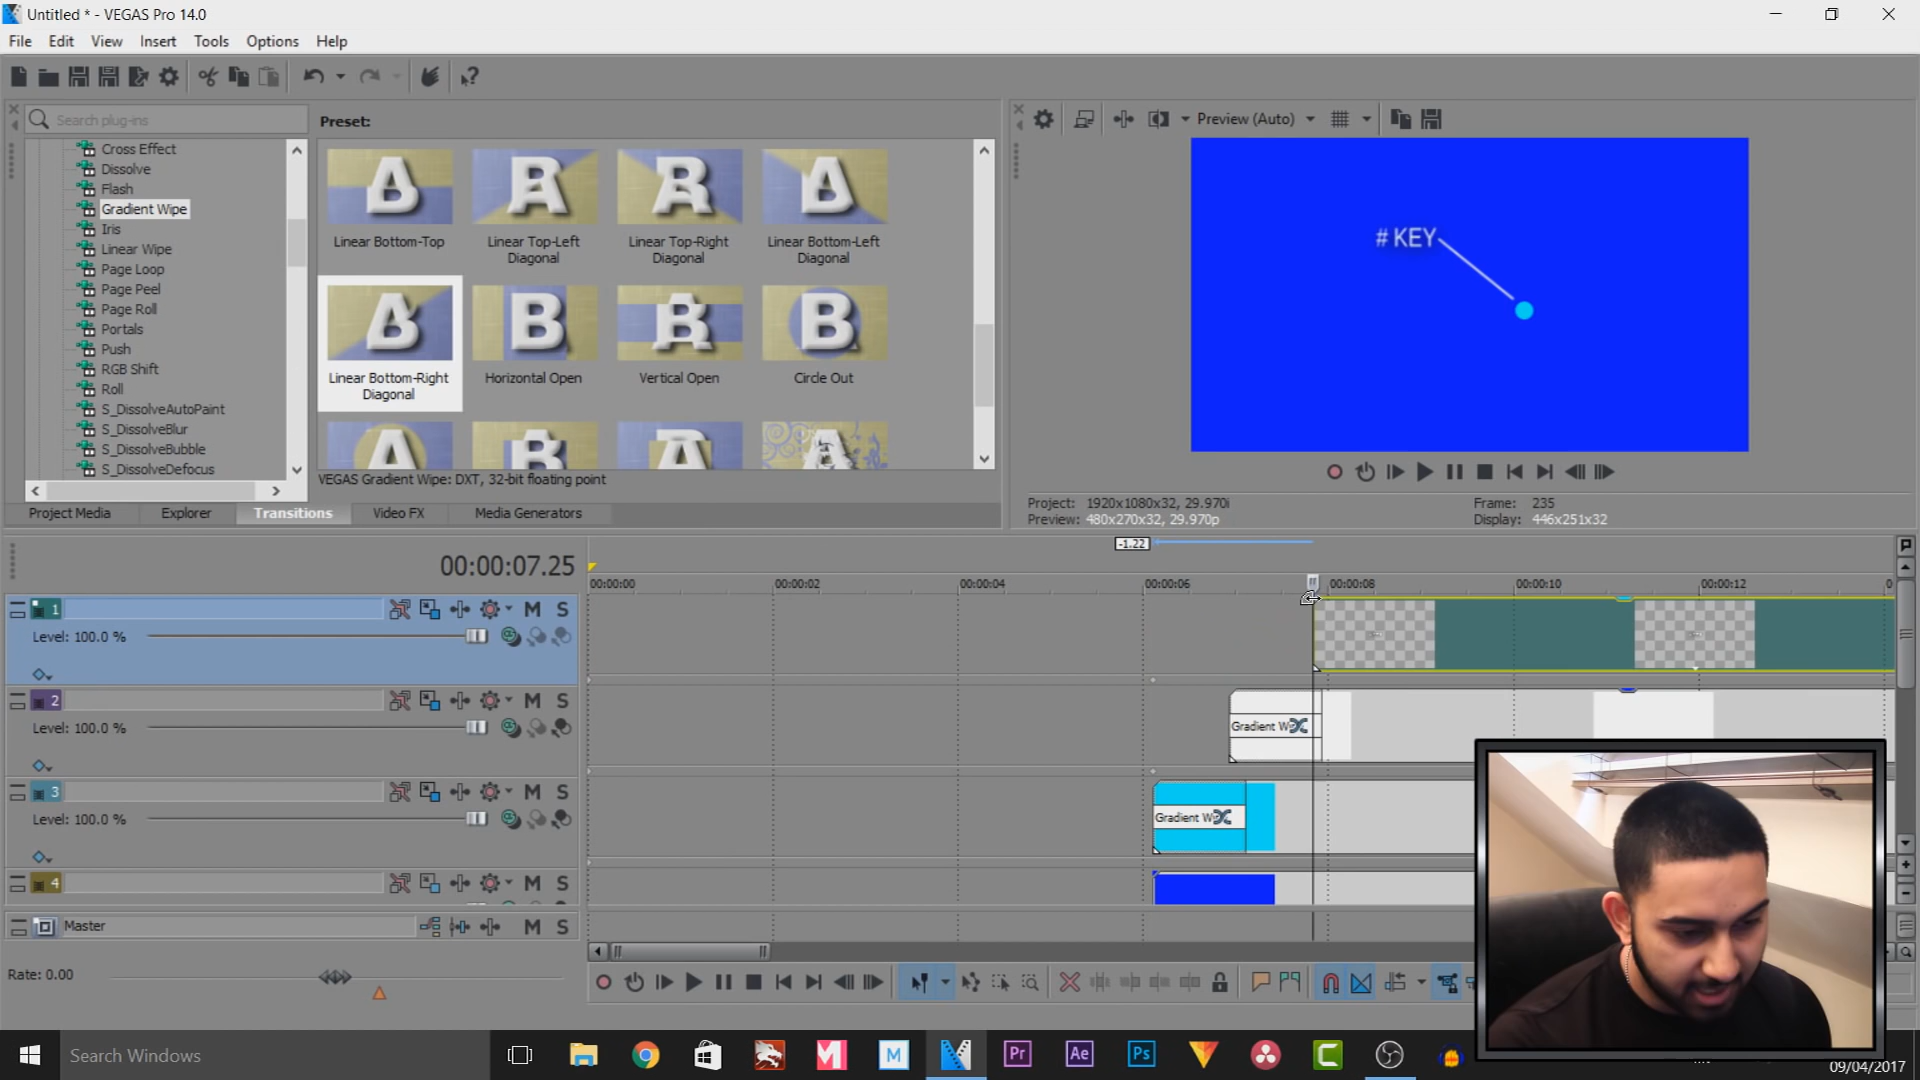 Untitled * - VEGAS Pro 14.0
File Edit View Insert Tools Options Help
Search plug-ins
Preset:
Preview (Auto)
Cross Effect
Dissolve
Flash
Gradient Wipe
Iris
Linear Wipe
Page Loop
Page Peel
Page Roll
Portals
Push
RGB Shift
Roll
S_DissolveAutoPaint
S_DissolveBlur
S_DissolveBubble
S_DissolveDefocus
Linear Bottom-Top
Linear Top-Left Diagonal
Linear Top-Right Diagonal
Linear Bottom-Left Diagonal
Linear Bottom-Right Diagonal
Horizontal Open
Vertical Open
Circle Out
VEGAS Gradient Wipe: DXT, 32-bit floating point
Project Media Explorer Transitions Video FX Media Generators
# KEY
Project: 1920x1080x32, 29.970i
Preview: 480x270x32, 29.970p
Frame: 235
Display: 446x251x32
00:00:07.25
-1.22
00:00:00 00:00:02 00:00:04 00:00:06 00:00:08 00:00:10 00:00:12
1 M S
Level: 100.0 %
2 M S
Level: 100.0 %
Gradient W
3 M S
Level: 100.0 %
Gradient W
4 M S
Master M S
Rate: 0.00
Search Windows
Pr Ae Ps
09/04/2017